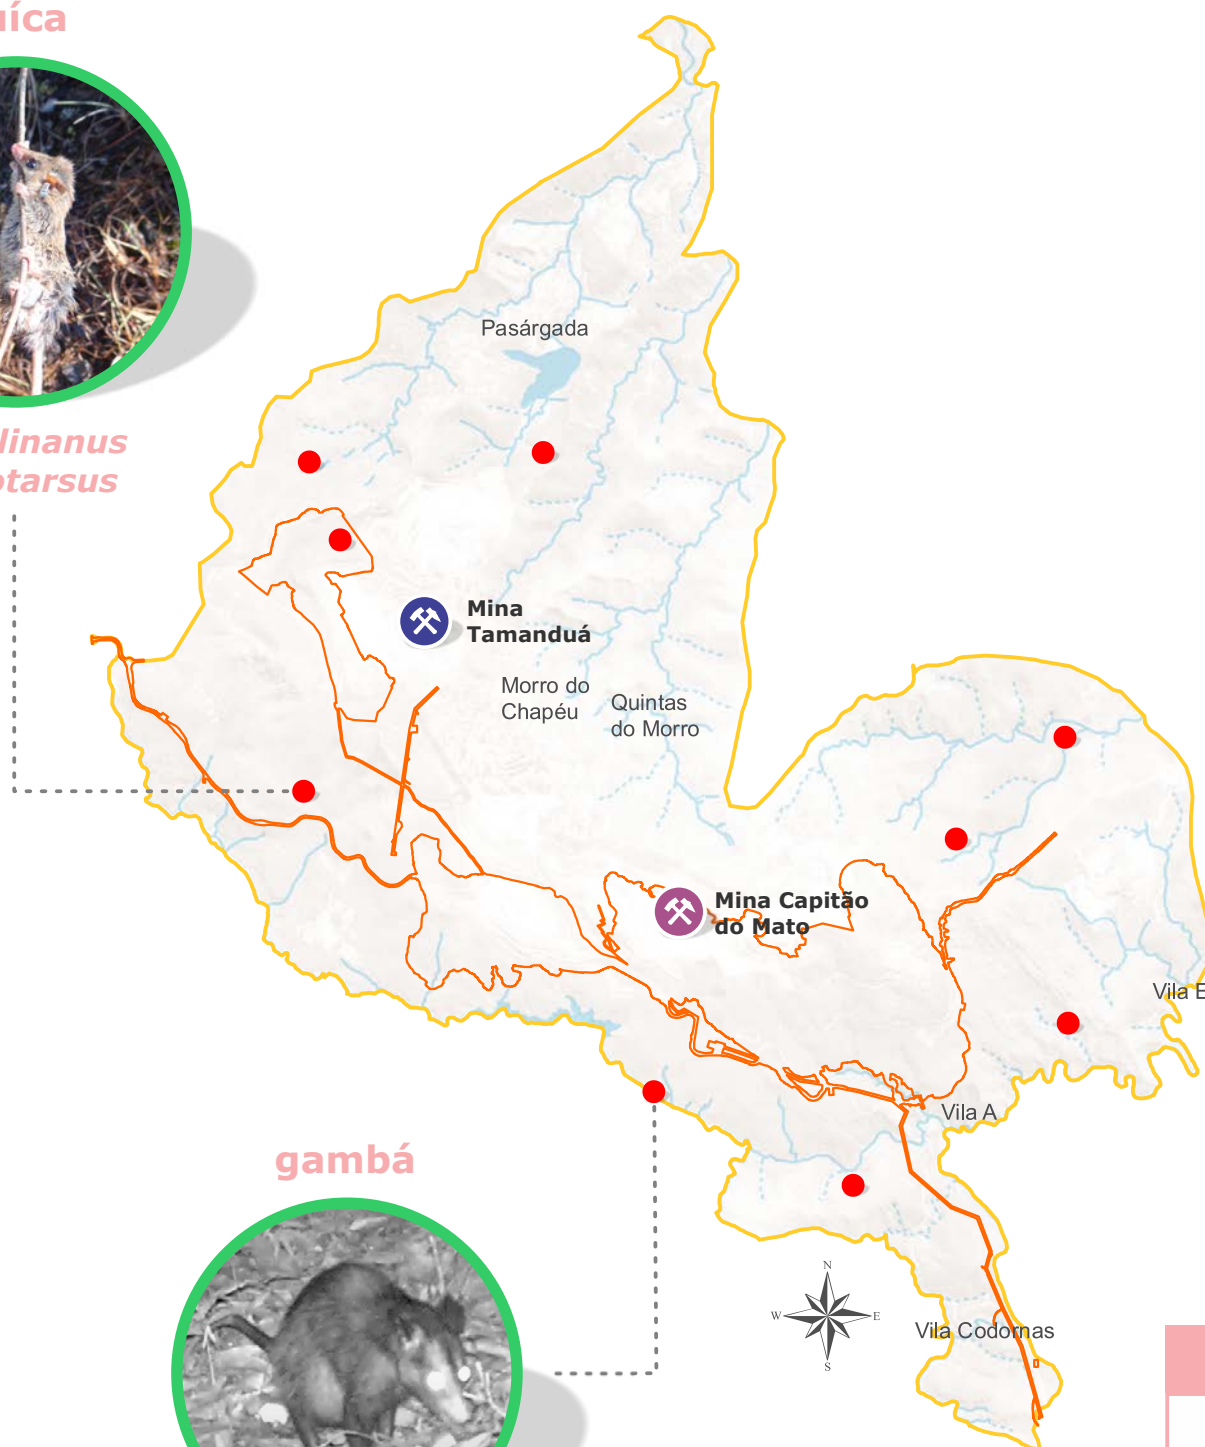 uíca
linanus
otarsus
Pasárgada
Mina
Tamanduá
Morro do
Chapéu
Quintas
do Morro
Mina Capitão
do Mato
Vila E
Vila A
gambá
N
W
E
S
Vila Codornas